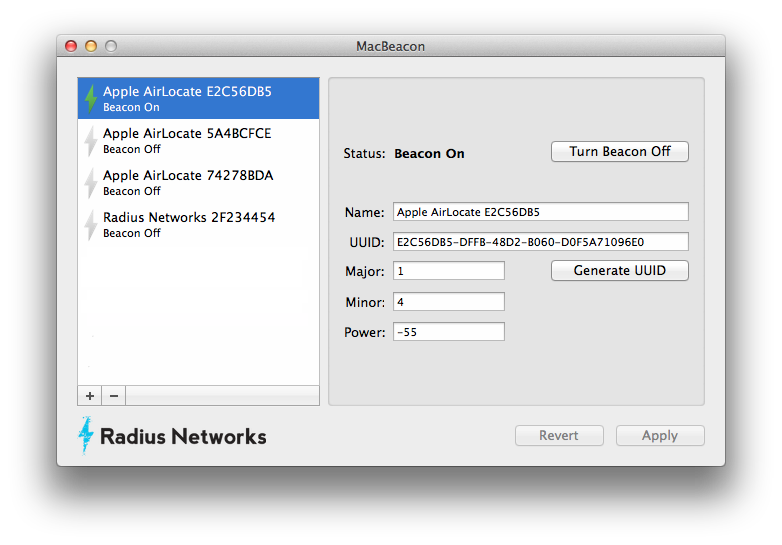 MacBeacon
Apple AirLocate E2C56DB5
Beacon On
Apple AirLocate 5A4BCFCE
Beacon Off
Apple AirLocate 74278BDA
Beacon Off
Radius Networks 2F234454
Beacon Off
+ −
Status: Beacon On Turn Beacon Off
Name: Apple AirLocate E2C56DB5
UUID: E2C56DB5-DFFB-48D2-B060-D0F5A71096E0
Major: 1 Generate UUID
Minor: 4
Power: -55
Radius Networks
Revert Apply